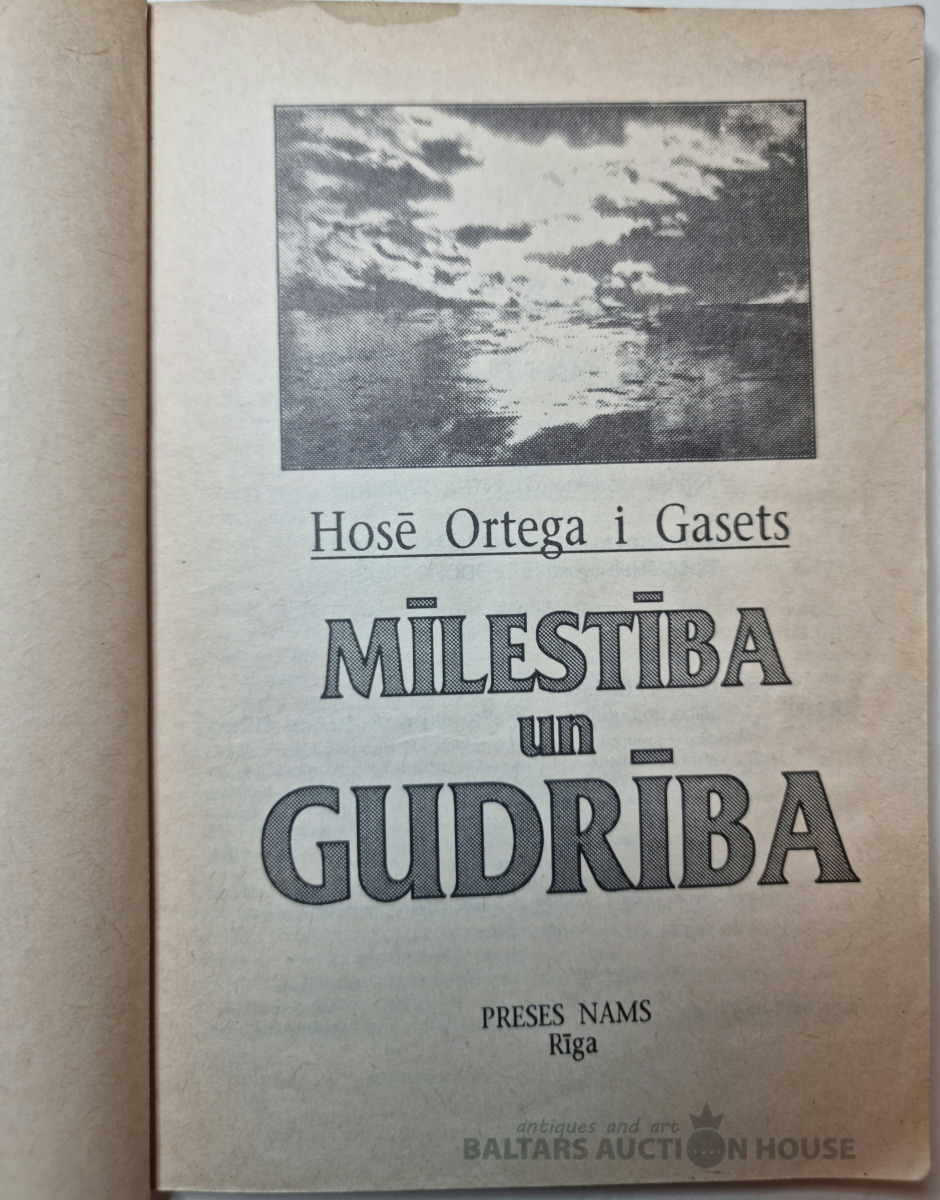 Hosē Ortega i Gasets
MĪLESTĪBA
un
GUDRĪBA
PRESES NAMS
Rīga
antiques and art
BALTARS AUCTION HOUSE